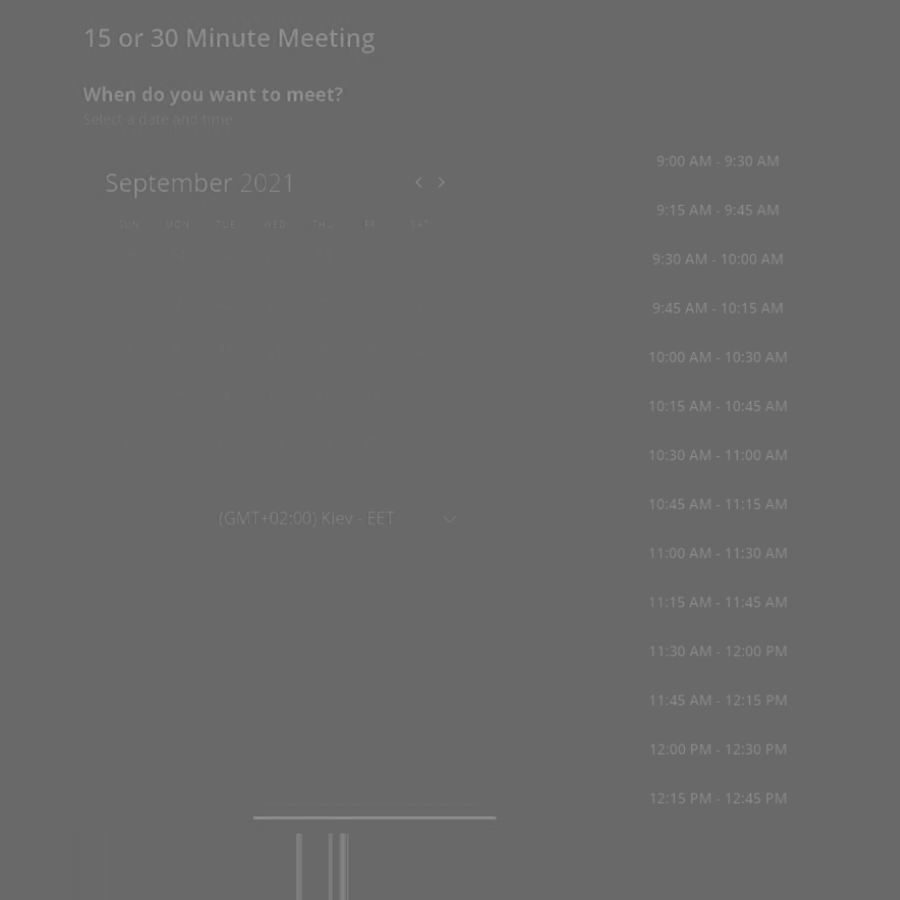 15 or 30 Minute Meeting
When do you want to meet?
Select a date and time
September 2021
SUN MON TUE WED THU FRI SAT
(GMT+02:00) Kiev - EET
9:00 AM - 9:30 AM
9:15 AM - 9:45 AM
9:30 AM - 10:00 AM
9:45 AM - 10:15 AM
10:00 AM - 10:30 AM
10:15 AM - 10:45 AM
10:30 AM - 11:00 AM
10:45 AM - 11:15 AM
11:00 AM - 11:30 AM
11:15 AM - 11:45 AM
11:30 AM - 12:00 PM
11:45 AM - 12:15 PM
12:00 PM - 12:30 PM
12:15 PM - 12:45 PM